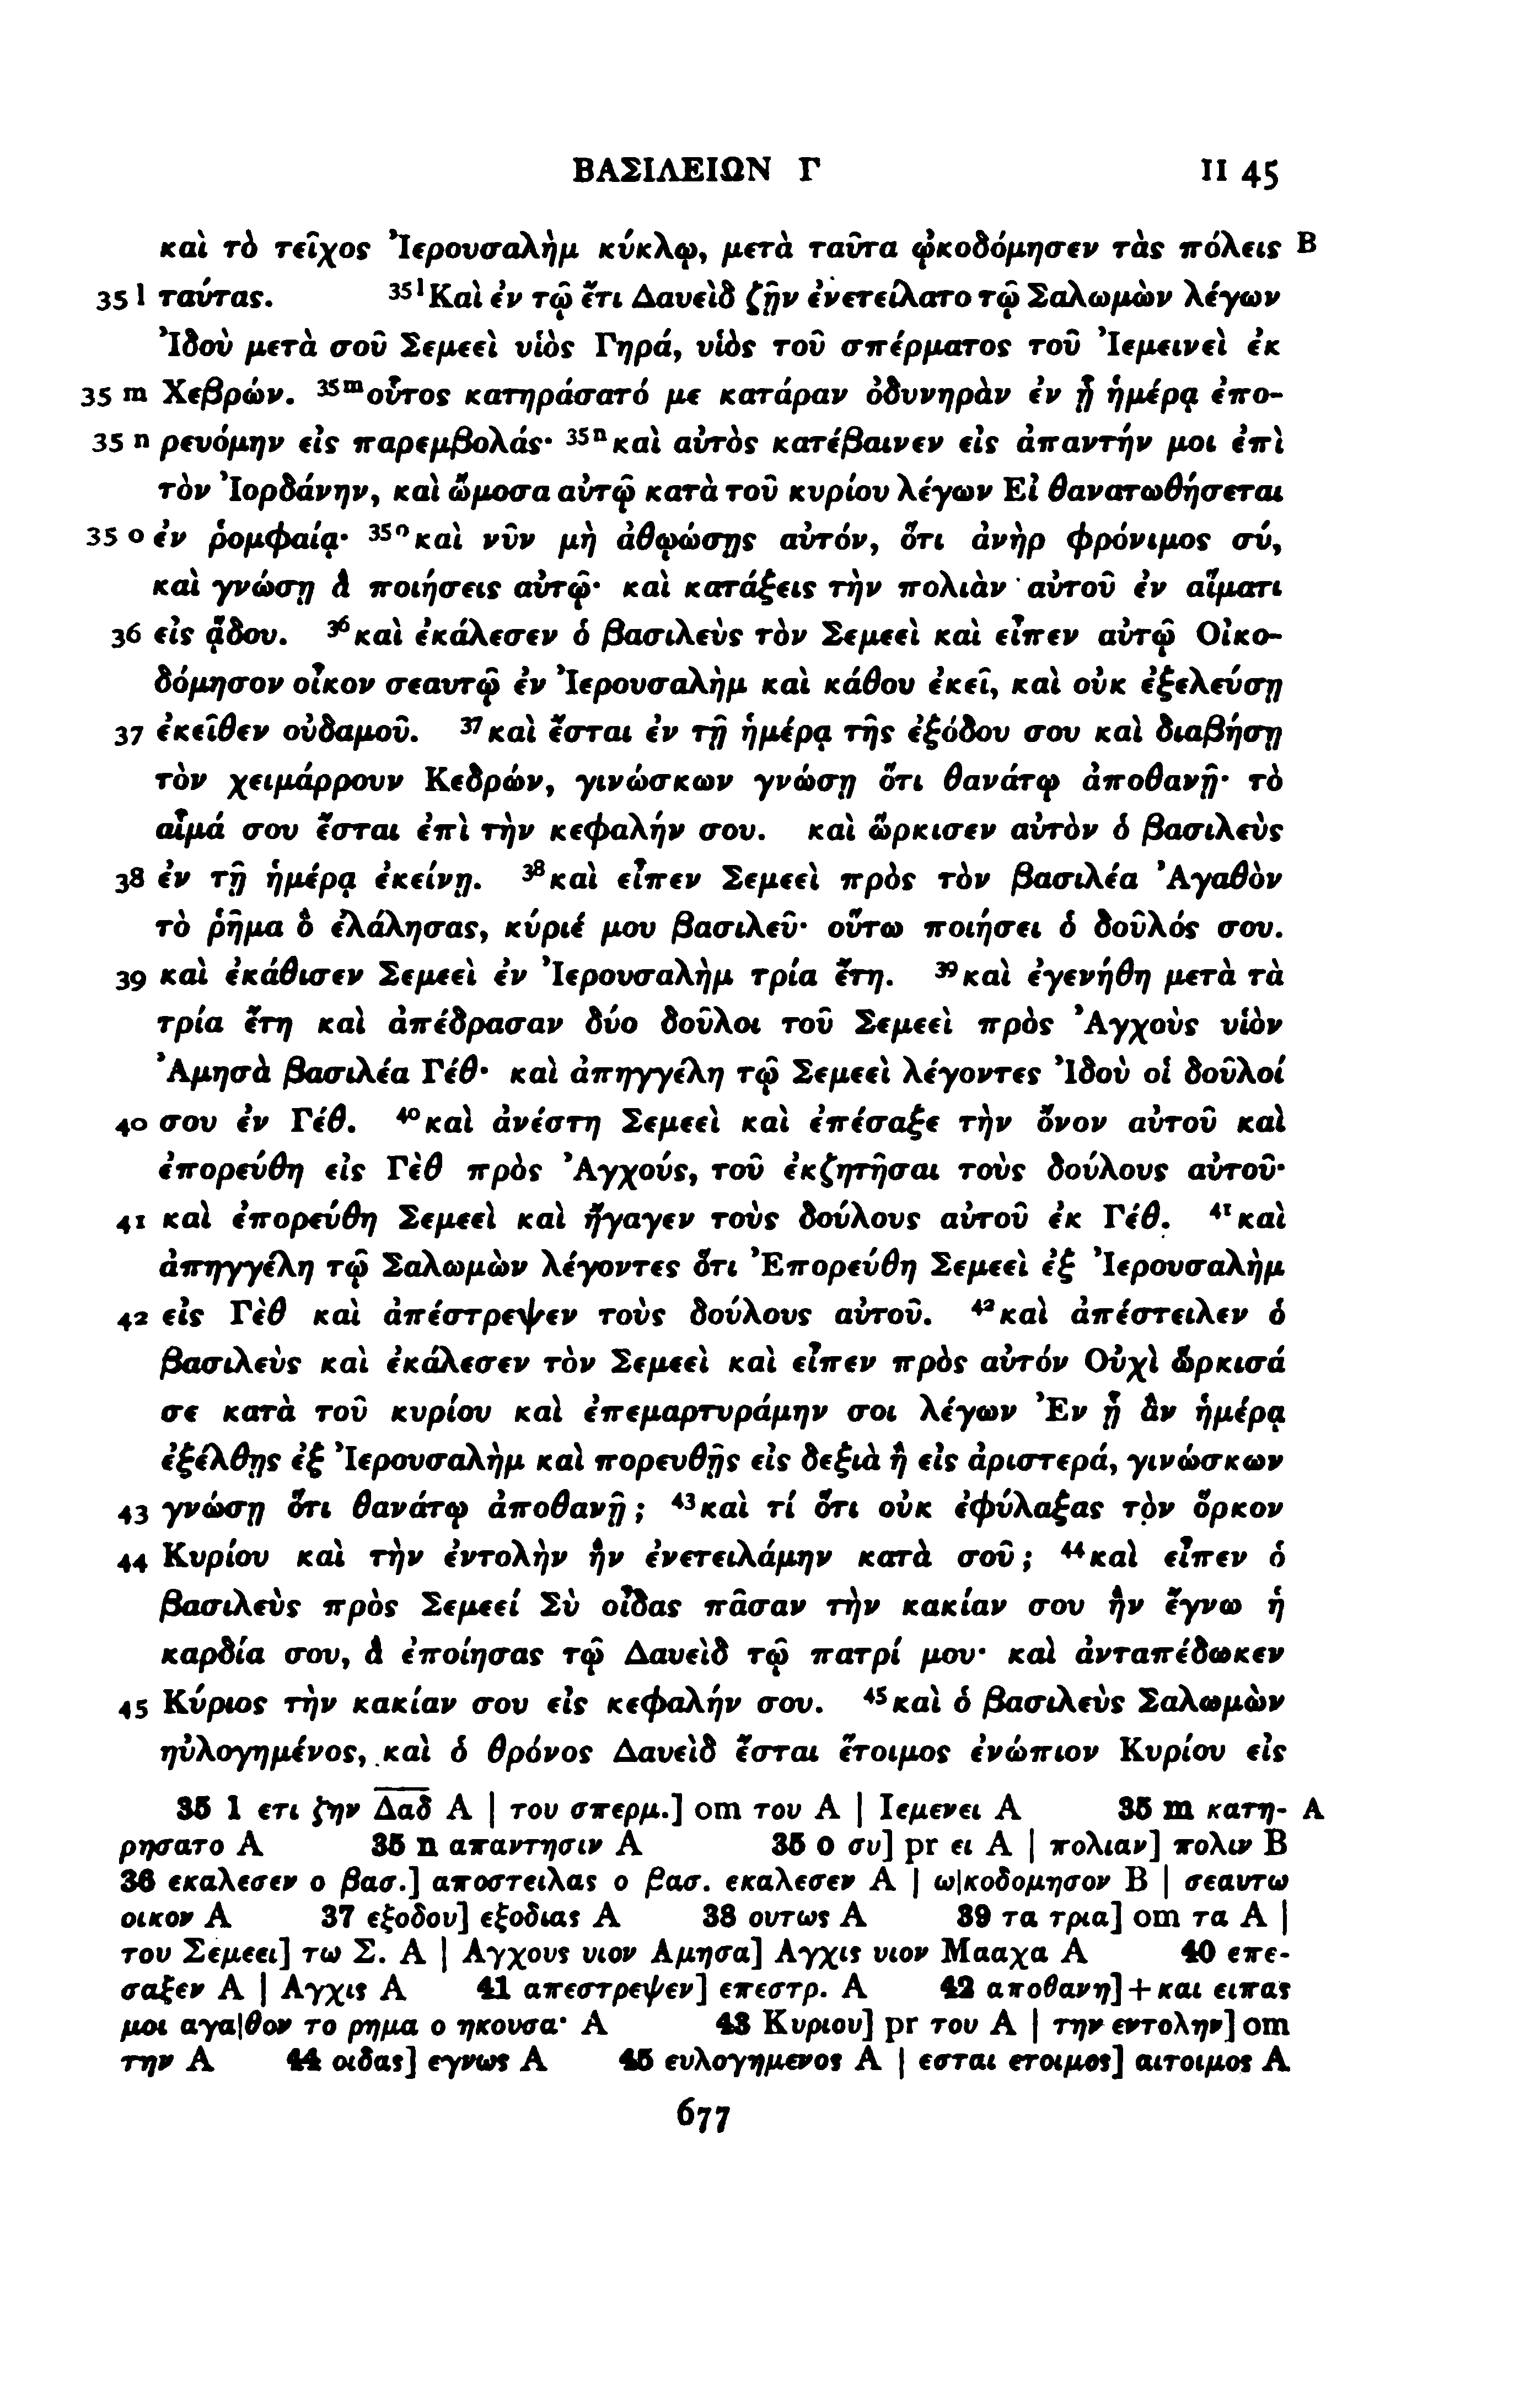 ΒΑΣΙΛΕΙΩΝ Γ II 45
καὶ τὸ τεῖχος Ἰερουσαλὴμ κύκλῳ, μετὰ ταῦτα ᾠκοδόμησεν τὰς πόλεις B
35 l ταύτας. 35 l Καὶ ἐν τῷ ἔτι Δαυεὶδ ζῇν ἐνετείλατο τῷ Σαλωμὼν λέγων
Ἰδοὺ μετὰ σοῦ Σεμεεὶ υἱὸς Γηρά, υἱὸς τοῦ σπέρματος τοῦ Ἰεμεινεὶ ἐκ
35 m Χεβρών. 35 m οὗτος κατηράσατό με κατάραν ὀδυνηρὰν ἐν ᾗ ἡμέρᾳ ἐπο-
35 n ρευόμην εἰς παρεμβολάς· 35 n καὶ αὐτὸς κατέβαινεν εἰς ἀπαντήν μοι ἐπὶ
τὸν Ἰορδάνην, καὶ ὤμοσα αὐτῷ κατὰ τοῦ κυρίου λέγων Εἰ θανατωθήσεται
35 o ἐν ῥομφαίᾳ· 35 o καὶ νῦν μὴ ἀθῳώσῃς αὐτόν, ὅτι ἀνὴρ φρόνιμος σύ,
καὶ γνώσῃ ἃ ποιήσεις αὐτῷ· καὶ κατάξεις τὴν πολιὰν αὐτοῦ ἐν αἵματι
36 εἰς ᾅδου. 36 καὶ ἐκάλεσεν ὁ βασιλεὺς τὸν Σεμεεὶ καὶ εἶπεν αὐτῷ Οἰκο-
δόμησον οἶκον σεαυτῷ ἐν Ἰερουσαλὴμ καὶ κάθου ἐκεῖ, καὶ οὐκ ἐξελεύσῃ
37 ἐκεῖθεν οὐδαμοῦ. 37 καὶ ἔσται ἐν τῇ ἡμέρᾳ τῆς ἐξόδου σου καὶ διαβήσῃ
τὸν χειμάρρουν Κεδρών, γινώσκων γνώσῃ ὅτι θανάτῳ ἀποθανῇ· τὸ
αἷμά σου ἔσται ἐπὶ τὴν κεφαλήν σου. καὶ ὥρκισεν αὐτὸν ὁ βασιλεὺς
38 ἐν τῇ ἡμέρᾳ ἐκείνῃ. 38 καὶ εἶπεν Σεμεεὶ πρὸς τὸν βασιλέα Ἀγαθὸν
τὸ ῥῆμα ὃ ἐλάλησας, κύριέ μου βασιλεῦ· οὕτω ποιήσει ὁ δοῦλός σου.
39 καὶ ἐκάθισεν Σεμεεὶ ἐν Ἰερουσαλὴμ τρία ἔτη. 39 καὶ ἐγενήθη μετὰ τὰ
τρία ἔτη καὶ ἀπέδρασαν δύο δοῦλοι τοῦ Σεμεεὶ πρὸς Ἀγχοὺς υἱὸν
Ἀμησὰ βασιλέα Γέθ· καὶ ἀπηγγέλη τῷ Σεμεεὶ λέγοντες Ἰδοὺ οἱ δοῦλοί
40 σου ἐν Γέθ. 40 καὶ ἀνέστη Σεμεεὶ καὶ ἐπέσαξε τὴν ὄνον αὐτοῦ καὶ
ἐπορεύθη εἰς Γὲθ πρὸς Ἀγχούς, τοῦ ἐκζητῆσαι τοὺς δούλους αὐτοῦ·
41 καὶ ἐπορεύθη Σεμεεὶ καὶ ἤγαγεν τοὺς δούλους αὐτοῦ ἐκ Γέθ. 41 καὶ
ἀπηγγέλη τῷ Σαλωμὼν λέγοντες ὅτι Ἐπορεύθη Σεμεεὶ ἐξ Ἰερουσαλὴμ
42 εἰς Γὲθ καὶ ἀπέστρεψεν τοὺς δούλους αὐτοῦ. 42 καὶ ἀπέστειλεν ὁ
βασιλεὺς καὶ ἐκάλεσεν τὸν Σεμεεὶ καὶ εἶπεν πρὸς αὐτόν Οὐχὶ ὥρκισά
σε κατὰ τοῦ κυρίου καὶ ἐπεμαρτυράμην σοι λέγων Ἐν ᾗ ἂν ἡμέρᾳ
ἐξέλθῃς ἐξ Ἰερουσαλὴμ καὶ πορευθῇς εἰς δεξιὰ ἢ εἰς ἀριστερά, γινώσκων
43 γνώσῃ ὅτι θανάτῳ ἀποθανῇ; 43 καὶ τί ὅτι οὐκ ἐφύλαξας τὸν ὅρκον
44 Κυρίου καὶ τὴν ἐντολὴν ἣν ἐνετειλάμην κατὰ σοῦ; 44 καὶ εἶπεν ὁ
βασιλεὺς πρὸς Σεμεεί Σὺ οἶδας πᾶσαν τὴν κακίαν σου ἣν ἔγνω ἡ
καρδία σου, ἃ ἐποίησας τῷ Δαυεὶδ τῷ πατρί μου· καὶ ἀνταπέδωκεν
45 Κύριος τὴν κακίαν σου εἰς κεφαλήν σου. 45 καὶ ὁ βασιλεὺς Σαλωμὼν
ηὐλογημένος, καὶ ὁ θρόνος Δαυεὶδ ἔσται ἕτοιμος ἐνώπιον Κυρίου εἰς
35 l ετι ζην Δ̅α̅δ̅ A | του σπερμ.] om του A | Ιεμενει A 35 m κατη- A
ρησατο A 35 n απαντησιν A 35 o συ] pr ει A | πολιαν] πολιν B
36 εκαλεσεν ο βασ.] αποστειλας ο βασ. εκαλεσεν A | ω|κοδομησον B | σεαυτω
οικον A 37 εξοδου] εξοδιας A 38 ουτως A 39 τα τρια] om τα A |
του Σεμεει] τω Σ. A | Αγχους υιον Αμησα] Αγχις υιον Μααχα A 40 επε-
σαξεν A | Αγχις A 41 απεστρεψεν] επεστρ. A 42 αποθανη]+και ειπας
μοι αγα|θον το ρημα ο ηκουσα· A 43 Κυριου] pr του A | την εντολην] om
την A 44 οιδας] εγνως A 45 ευλογημενος A | εσται ετοιμος] αιτοιμος A
677